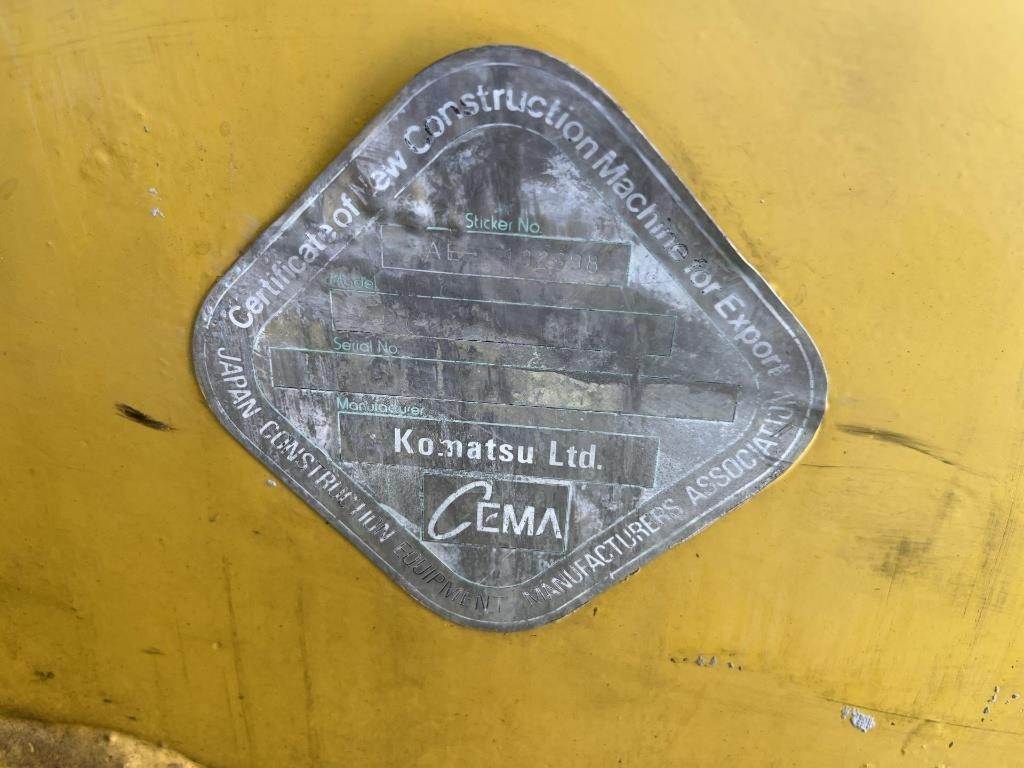 Certificate of New Construction Machine for Export
Sticker No.
Model
Serial No.
Manufacturer
Komatsu Ltd.
CEMA
JAPAN CONSTRUCTION EQUIPMENT MANUFACTURERS ASSOCIATION